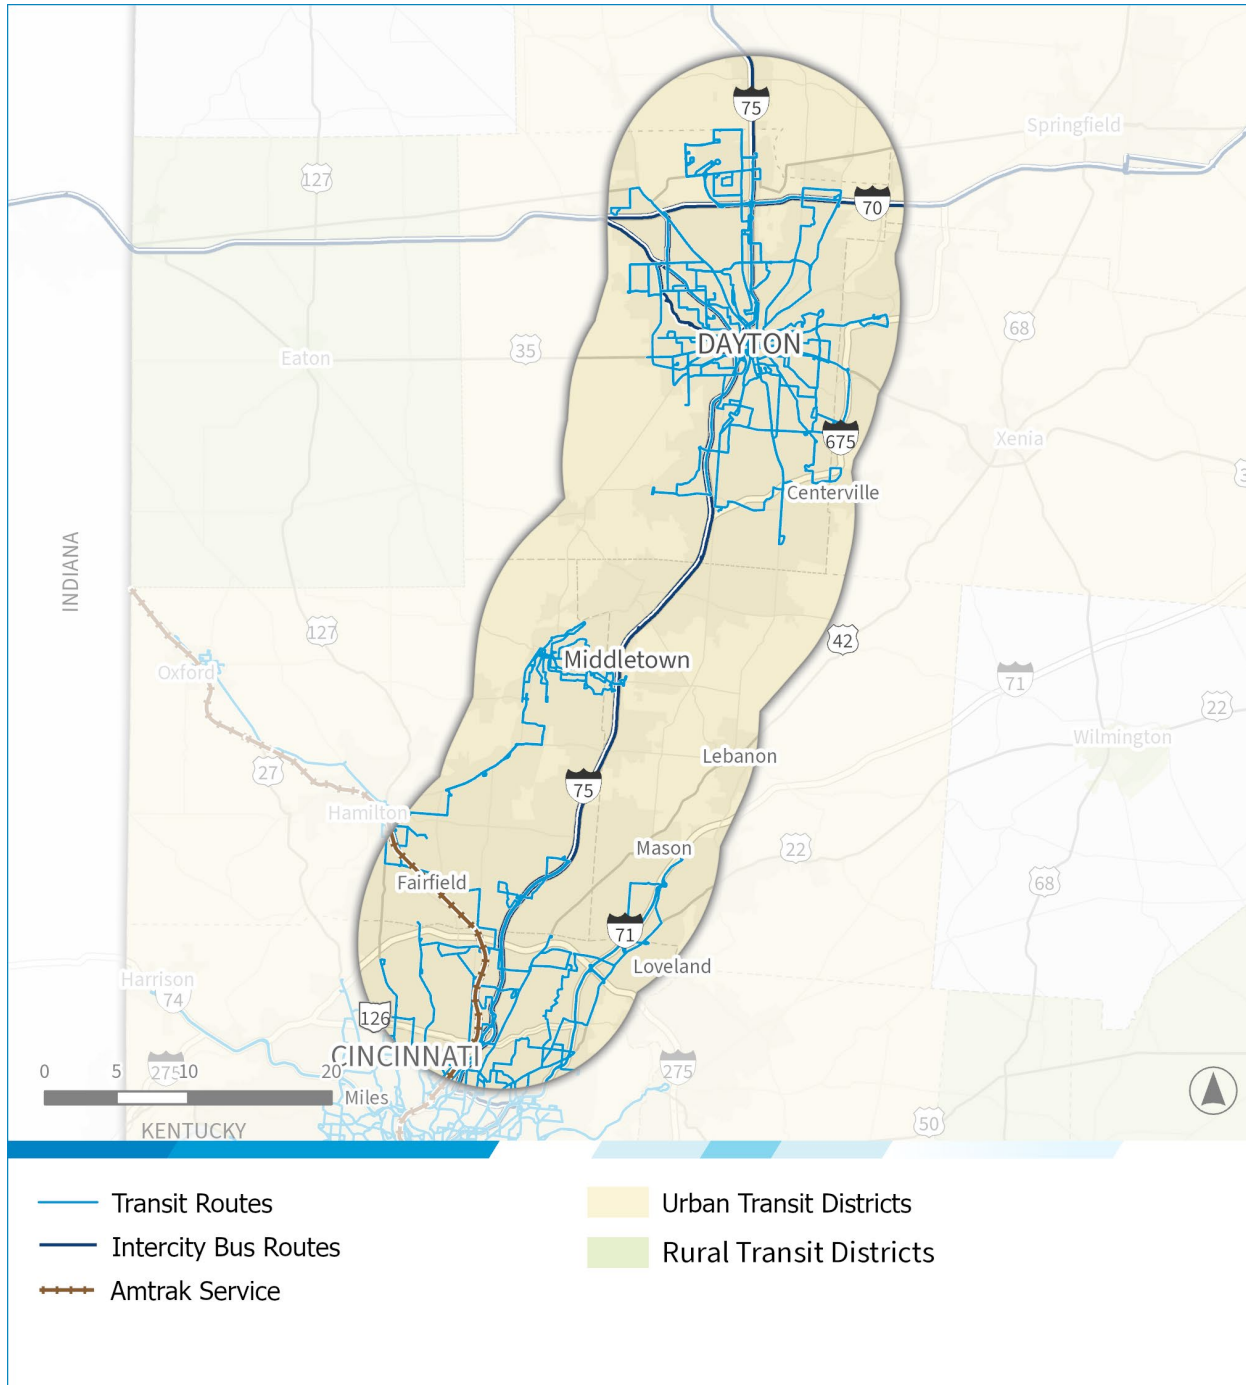 75
Springfield
127
70
68
35
DAYTON
Eaton
Xenia
675
3
Centerville
INDIANA
127
42
Middletown
Oxford
71
22
Wilmington
Lebanon
27
75
Hamilton
Mason
22
Fairfield
68
71
Loveland
Harrison
74
126
CINCINNATI
0 5 10 20
275
275
Miles
50
KENTUCKY
Transit Routes
Intercity Bus Routes
Amtrak Service
Urban Transit Districts
Rural Transit Districts